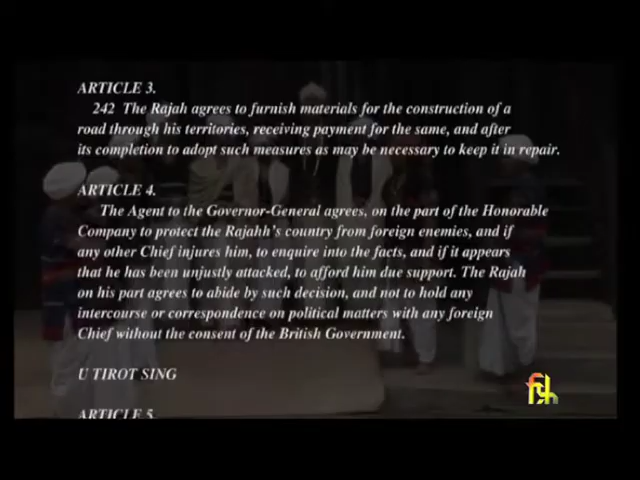 ARTICLE 3.
242 The Rajah agrees to furnish materials for the construction of a
road through his territories, receiving payment for the same, and after
its completion to adopt such measures as may be necessary to keep it in repair.
ARTICLE 4.
The Agent to the Governor-General agrees, on the part of the Honorable
Company to protect the Rajahh's country from foreign enemies, and if
any other Chief injures him, to enquire into the facts, and if it appears
that he has been unjustly attacked, to afford him due support. The Rajah
on his part agrees to abide by such decision, and not to hold any
intercourse or correspondence on political matters with any foreign
Chief without the consent of the British Government.
U TIROT SING
ARTICLE 5.